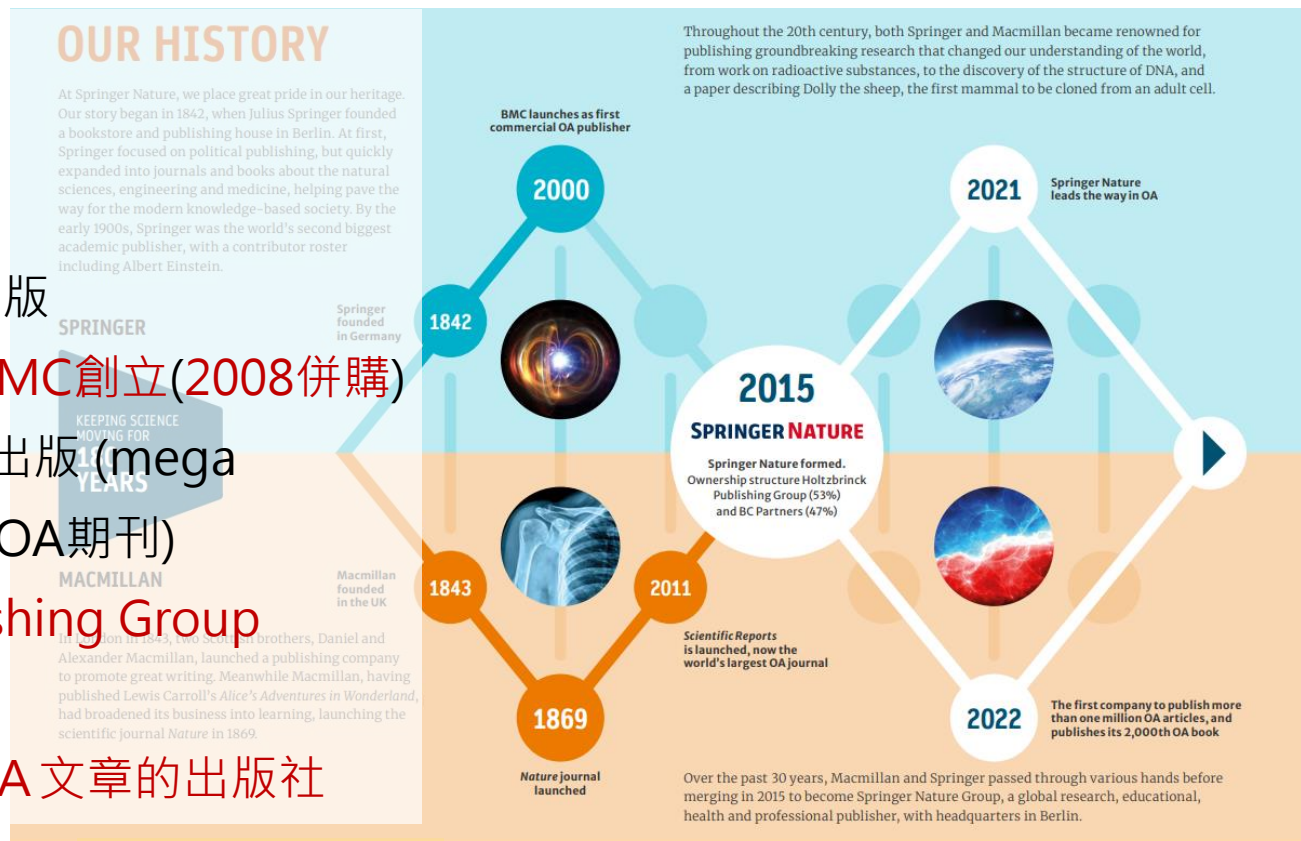 OUR HISTORY
At Springer Nature, we place great pride in our heritage.
Our story began in 1842, when Julius Springer founded
a bookstore and publishing house in Berlin. At first,
Springer focused on political publishing, but quickly
expanded into journals and books about the natural
sciences, engineering and medicine, helping pave the
way for the modern knowledge-based society. By the
early 1900s, Springer was the world's second biggest
academic publisher, with a contributor roster
including Albert Einstein.
Throughout the 20th century, both Springer and Macmillan became renowned for
publishing groundbreaking research that changed our understanding of the world,
from work on radioactive substances, to the discovery of the structure of DNA, and
a paper describing Dolly the sheep, the first mammal to be cloned from an adult cell.
BMC launches as first
commercial OA publisher
2000
2021
Springer Nature
leads the way in OA
版
SPRINGER
Springer
founded
in Germany
1842
MC創立(2008併購)
KEEPING SCIENCE
MOVING FOR
YEARS
出版 (mega
OA期刊)
2015
SPRINGER NATURE
Springer Nature formed.
Ownership structure Holtzbrinck
Publishing Group (53%)
and BC Partners (47%)
MACMILLAN
Macmillan
founded
in the UK
1843
2011
shing Group
In London in 1843, two Scottish brothers, Daniel and
Alexander Macmillan, launched a publishing company
to promote great writing. Meanwhile Macmillan, having
published Lewis Carroll's Alice's Adventures in Wonderland,
had broadened its business into learning, launching the
scientific journal Nature in 1869.
Scientific Reports
is launched, now the
world's largest OA journal
1869
Nature journal
launched
2022
The first company to publish more
than one million OA articles, and
publishes its 2,000th OA book
A 文章的出版社
Over the past 30 years, Macmillan and Springer passed through various hands before
merging in 2015 to become Springer Nature Group, a global research, educational,
health and professional publisher, with headquarters in Berlin.